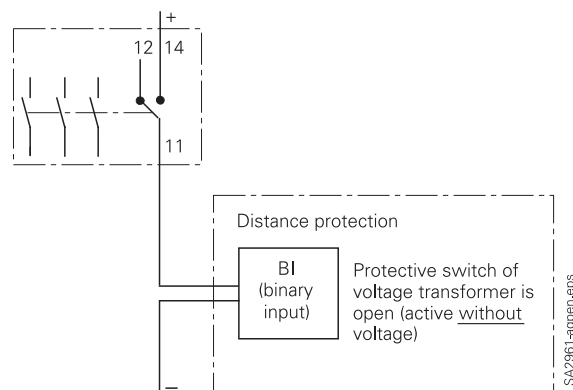 +
12 14
11
Distance protection
BI
(binary
input)
Protective switch of
voltage transformer is
open (active without
voltage)
–
SA2961-agpen.eps